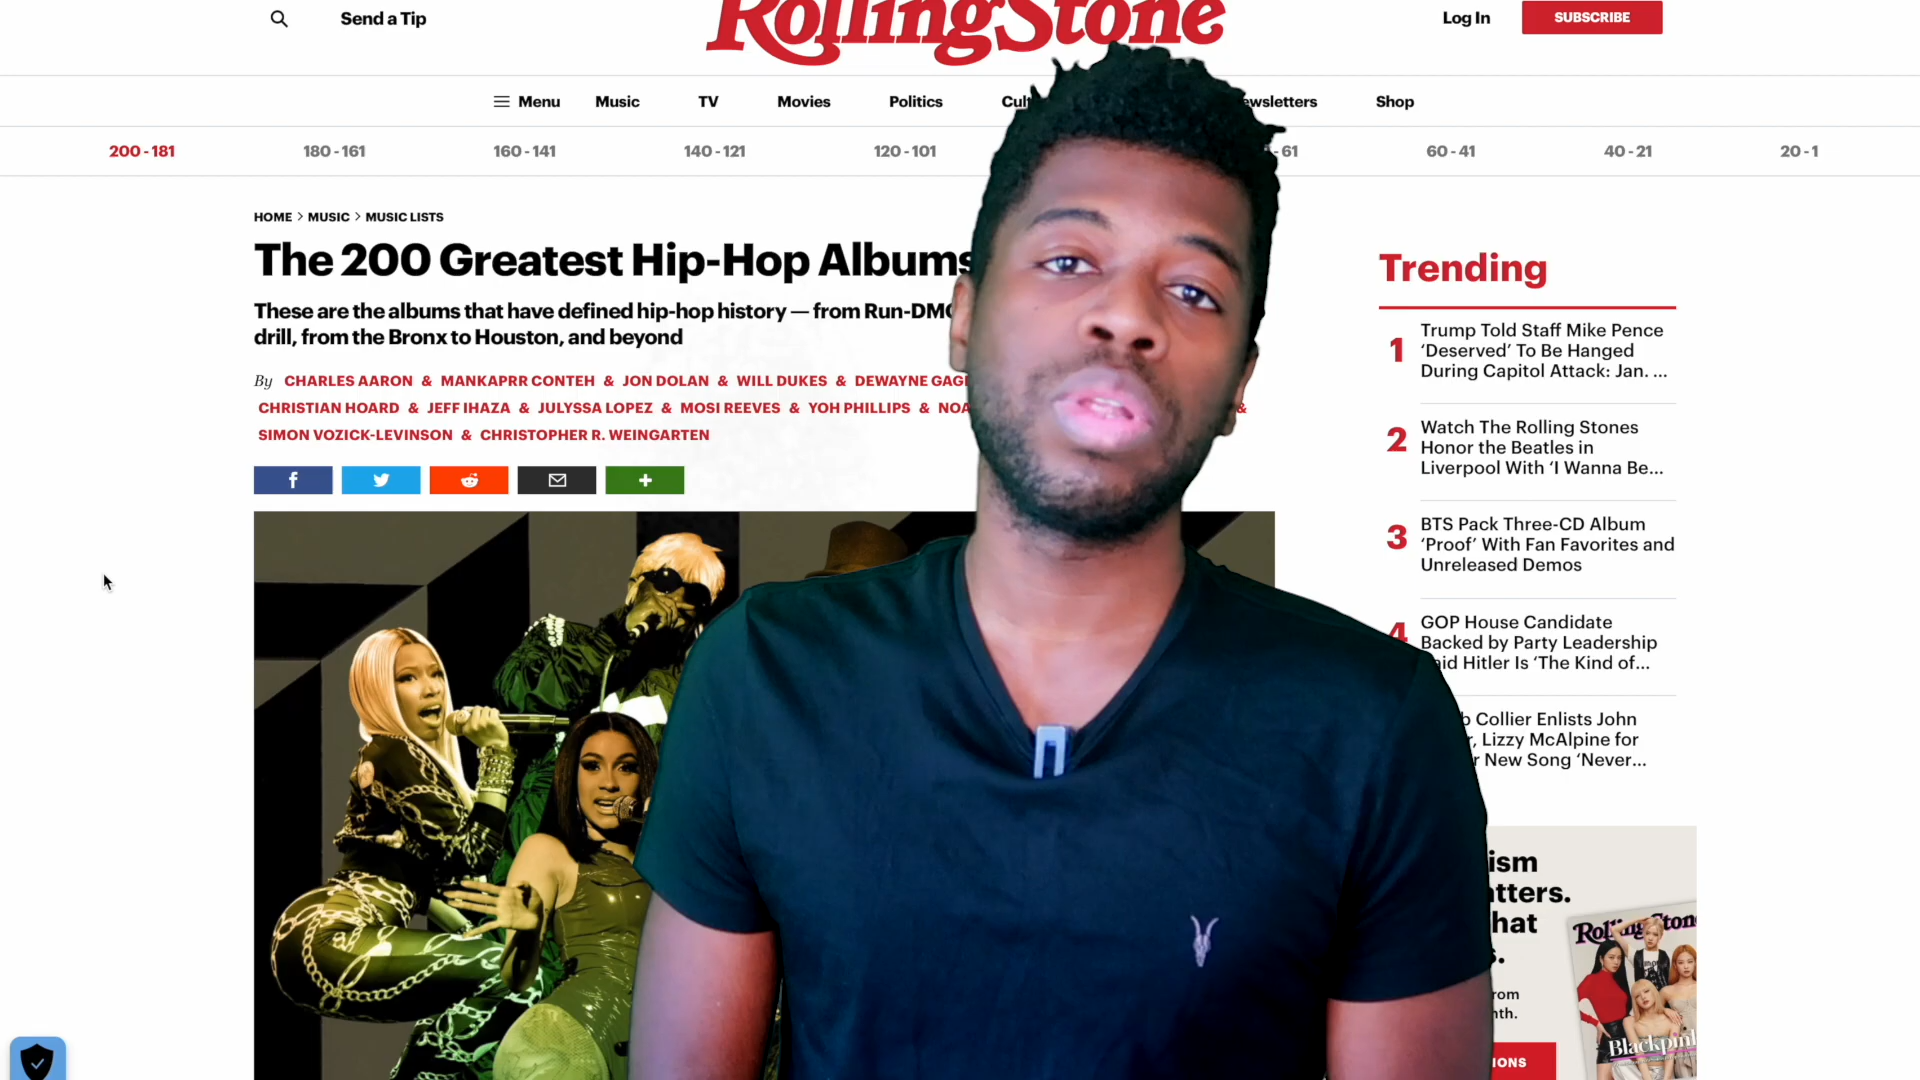 Send a Tip
RollingStone
Log In
SUBSCRIBE
Menu Music TV Movies Politics Shop
200 - 181 180 - 161 160 - 141 140 - 121 120 - 101 - 61 60 - 41 40 - 21 20 - 1
HOME > MUSIC > MUSIC LISTS
The 200 Greatest Hip-Hop Albums
These are the albums that have defined hip-hop history — from Run-DMC
drill, from the Bronx to Houston, and beyond
By CHARLES AARON & MANKAPRR CONTEH & JON DOLAN & WILL DUKES & DEWAYNE
CHRISTIAN HOARD & JEFF IHAZA & JULYSSA LOPEZ & MOSI REEVES & YOH PHILLIPS & &
SIMON VOZICK-LEVINSON & CHRISTOPHER R. WEINGARTEN
f
Trending
1
Trump Told Staff Mike Pence
‘Deserved’ To Be Hanged
During Capitol Attack: Jan. ...
2
Watch The Rolling Stones
Honor the Beatles in
Liverpool With ‘I Wanna Be...
3
BTS Pack Three-CD Album
‘Proof’ With Fan Favorites and
Unreleased Demos
4
GOP House Candidate
Backed by Party Leadership
Hitler Is ‘The Kind of...
Collier Enlists John
Lizzy McAlpine for
New Song ‘Never...
RollingStone
Blackpink